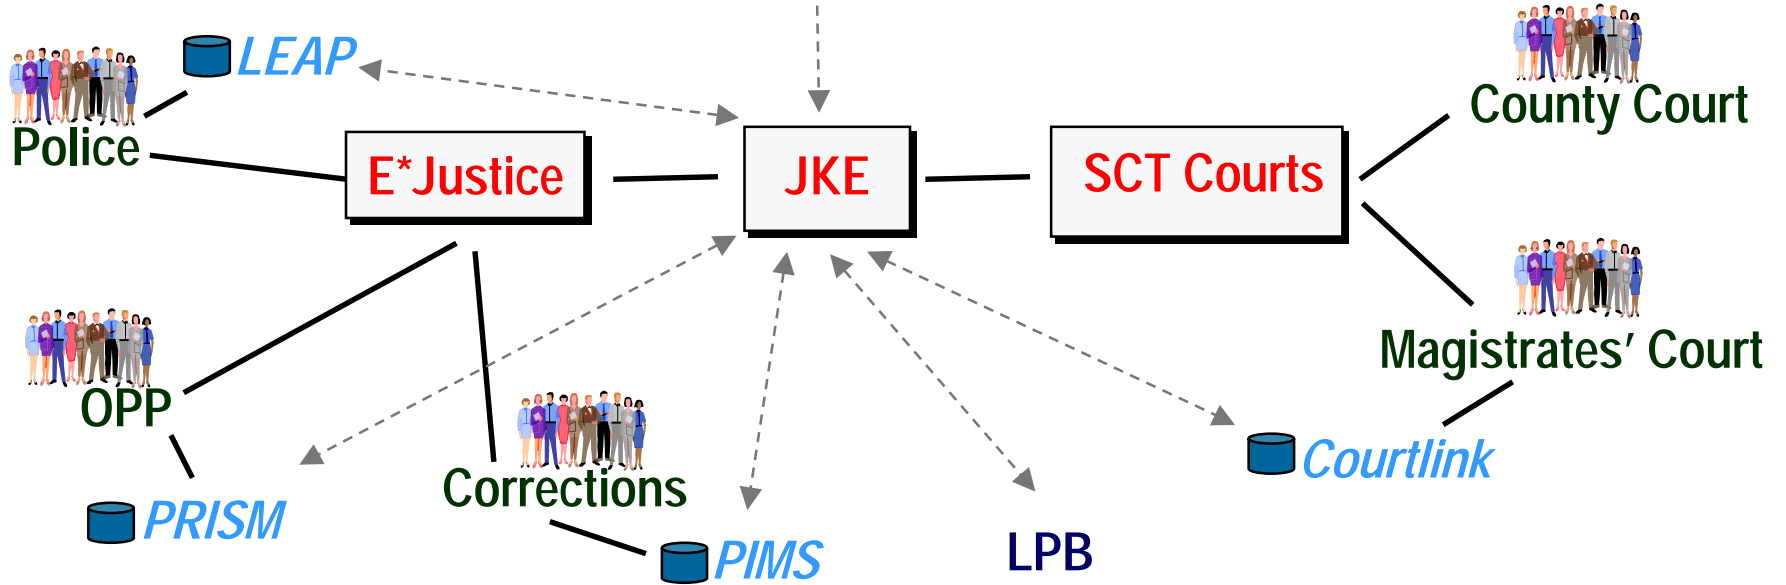 LEAP
County Court
Police
E*Justice
JKE
SCT Courts
Magistrates' Court
OPP
Corrections
Courtlink
PRISM
PIMS
LPB